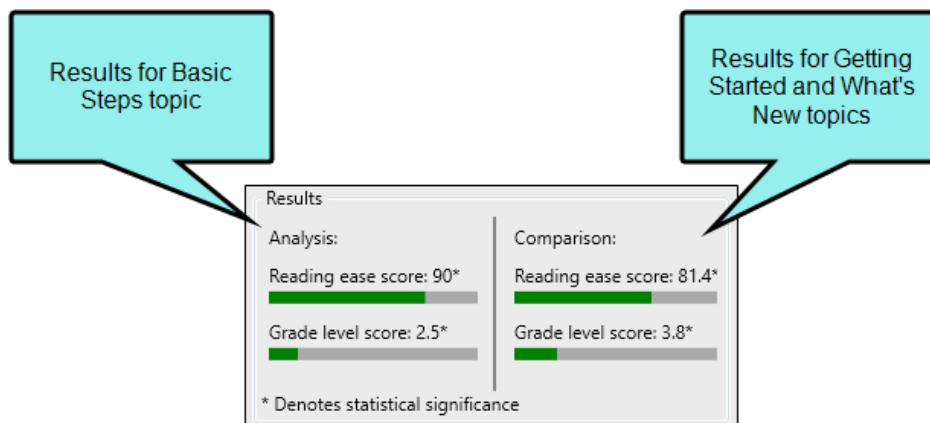 Results for Basic
Steps topic
Results for Getting
Started and What's
New topics
Results
Analysis:
Reading ease score: 90*
Grade level score: 2.5*
Comparison:
Reading ease score: 81.4*
Grade level score: 3.8*
* Denotes statistical significance